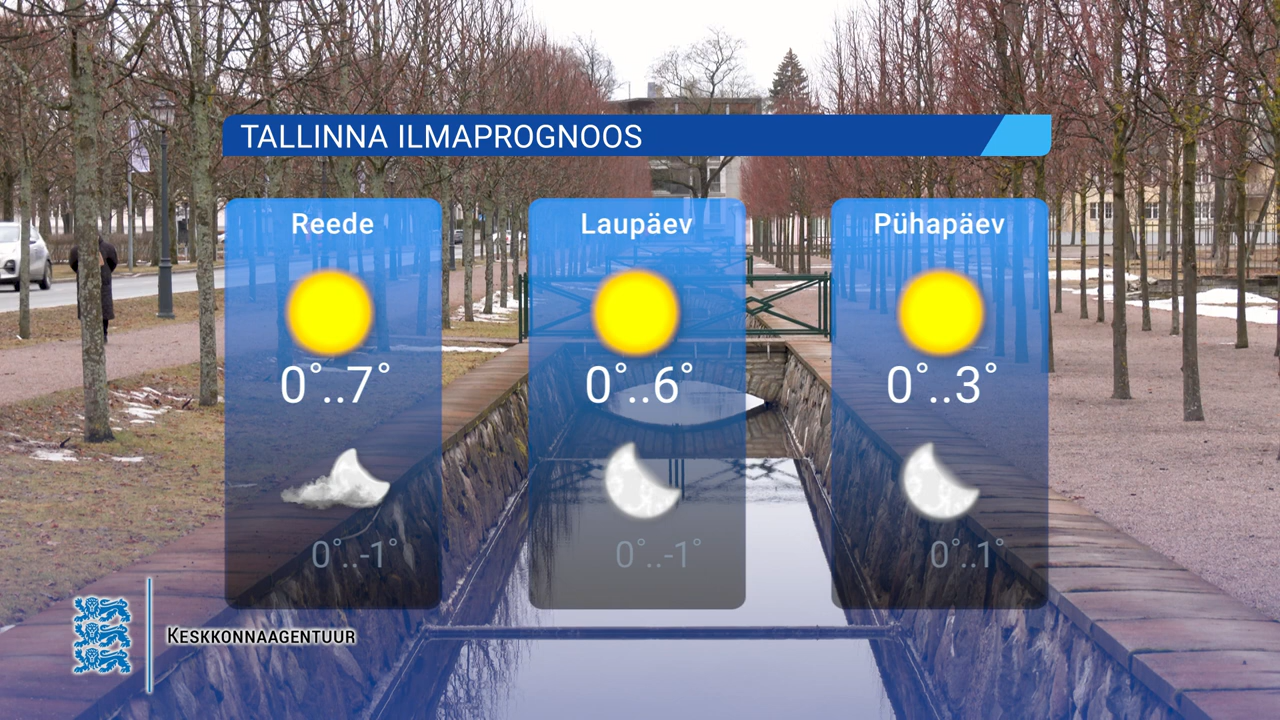 TALLINNA ILMAPROGNOOS
Reede
0°..7°
0°..-1°
Laupäev
0°..6°
0°..-1°
Pühapäev
0°..3°
0°..1°
KESKKONNAAGENTUUR